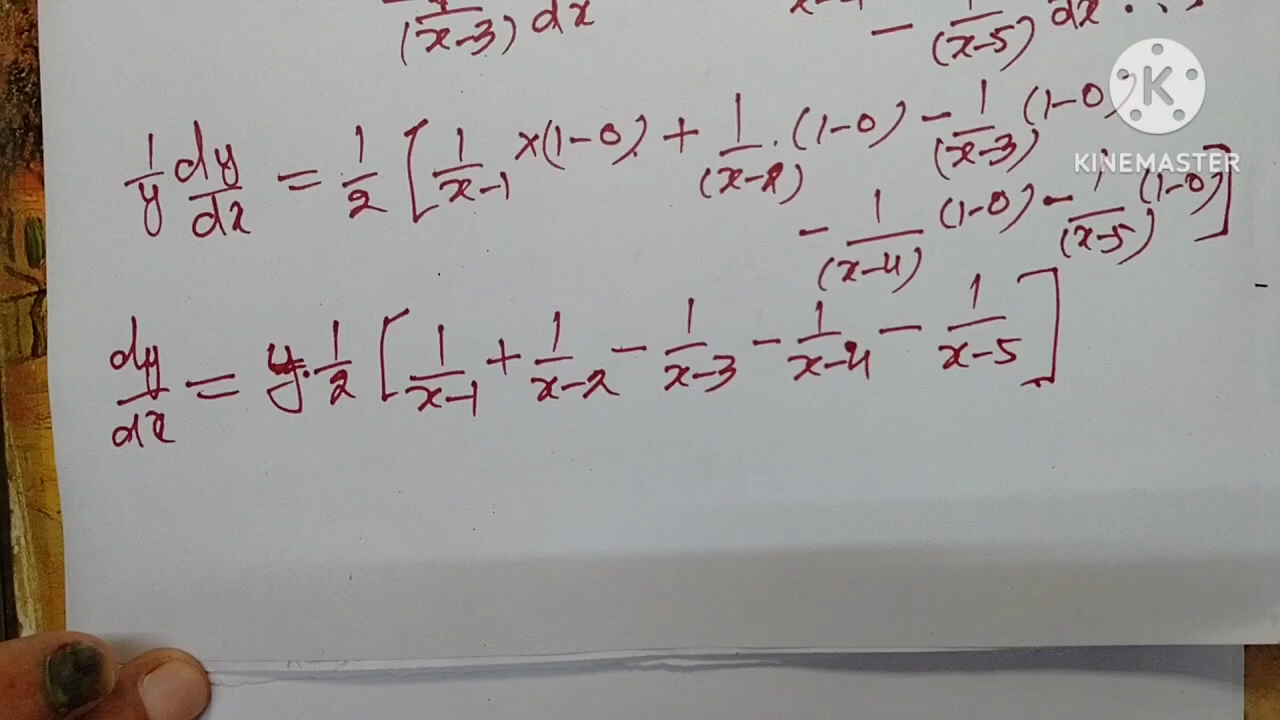 (x-3) dx - 1/(x-5) dx
1/y dy/dx = 1/2 [ 1/x-1 ×(1-0) + 1/(x-2) . (1-0) - 1/(x-3) (1-0)
- 1/(x-4) (1-0) - 1/(x-5) (1-0) ]
dy/dx = y. 1/2 [ 1/x-1 + 1/x-2 - 1/x-3 - 1/x-4 - 1/x-5 ]
K
KINEMASTER